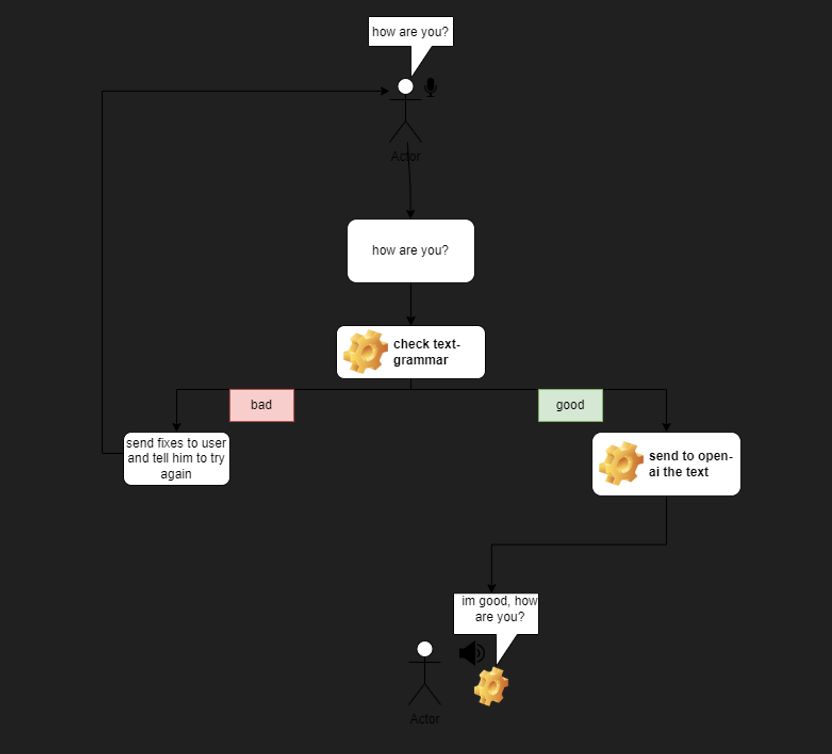 how are you?
Actor
how are you?
check text-
grammar
bad
good
send fixes to user
and tell him to try
again
send to open-
ai the text
im good, how
are you?
Actor